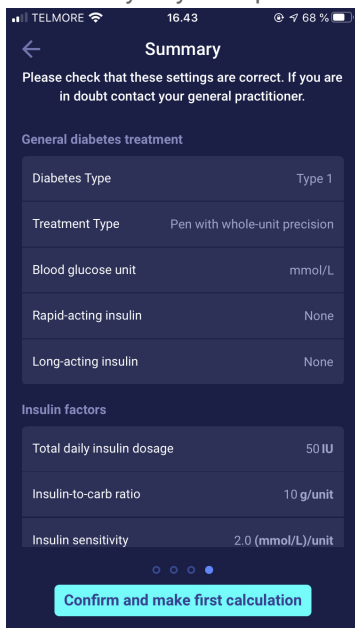 TELMORE 16.43 68 %
Summary
Please check that these settings are correct. If you are
in doubt contact your general practitioner.
General diabetes treatment
Diabetes Type Type 1
Treatment Type Pen with whole-unit precision
Blood glucose unit mmol/L
Rapid-acting insulin None
Long-acting insulin None
Insulin factors
Total daily insulin dosage 50 IU
Insulin-to-carb ratio 10 g/unit
Insulin sensitivity 2.0 (mmol/L)/unit
Confirm and make first calculation